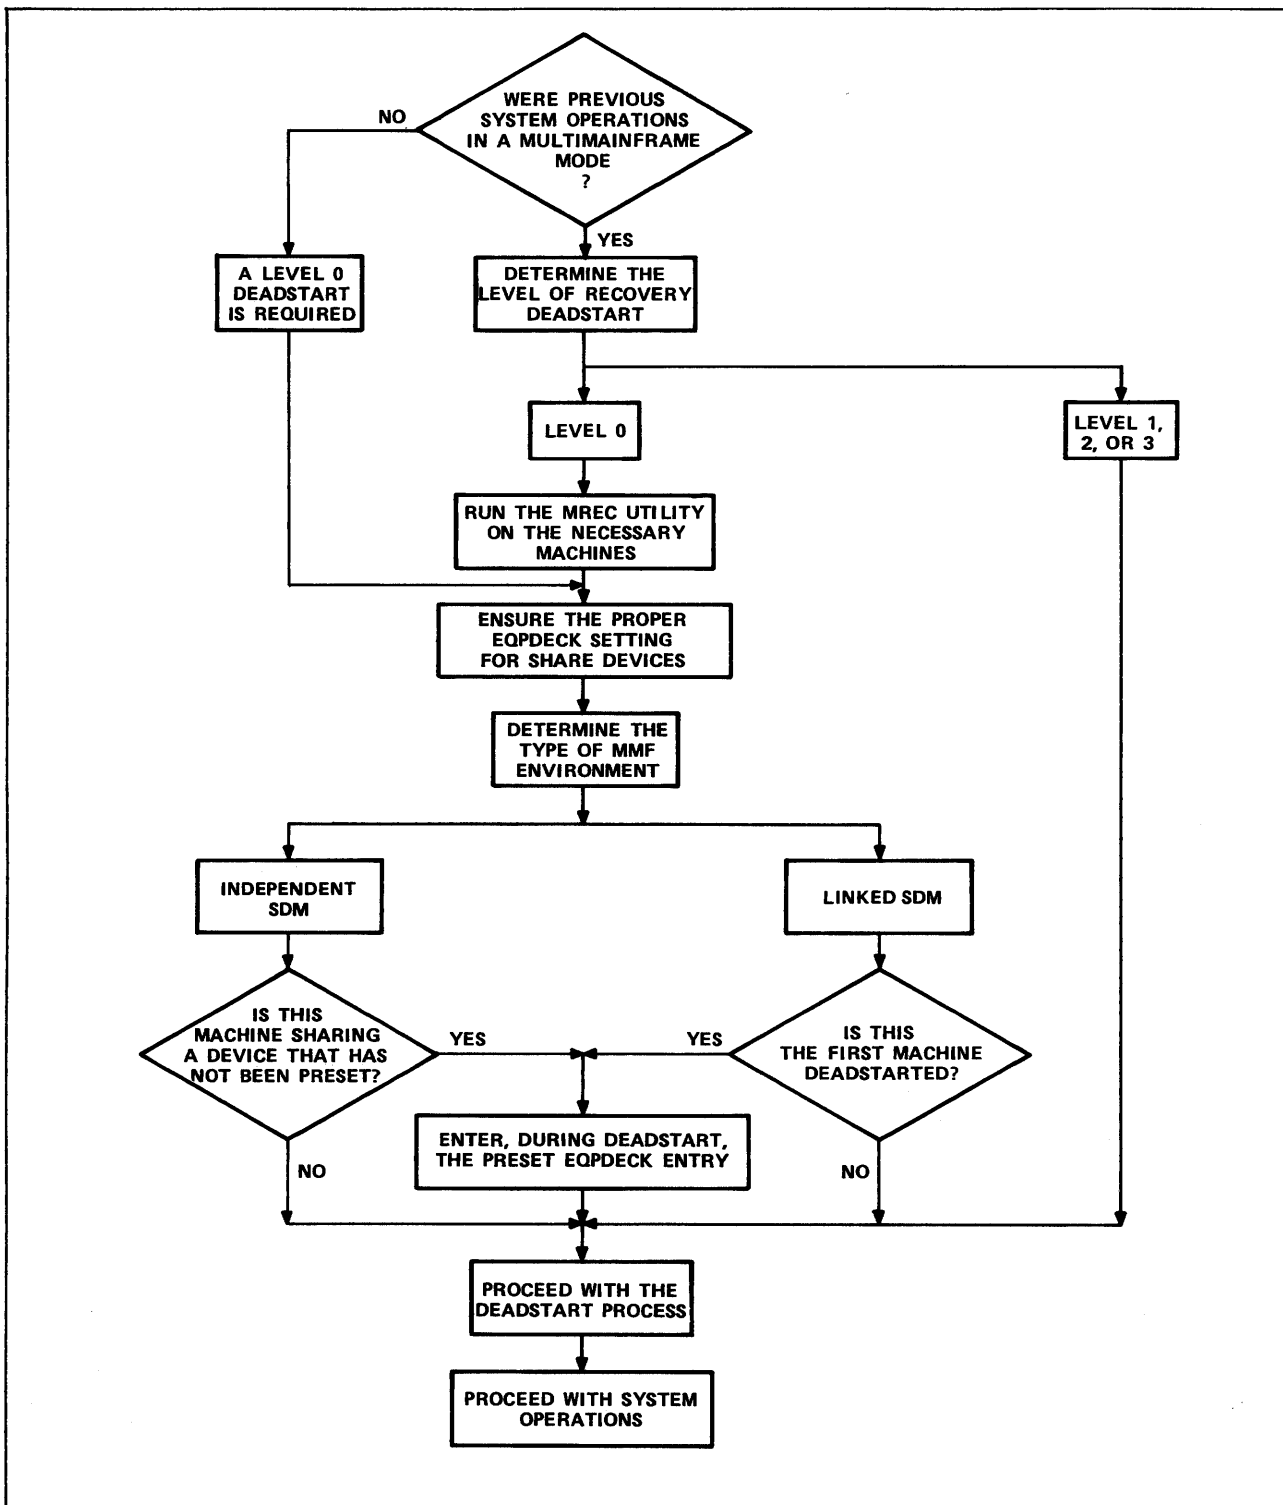 WERE PREVIOUS
SYSTEM OPERATIONS
IN A MULTIMAINFRAME
MODE
?
NO
YES
A LEVEL 0
DEADSTART
IS REQUIRED
DETERMINE THE
LEVEL OF RECOVERY
DEADSTART
LEVEL 0
LEVEL 1,
2, OR 3
RUN THE MREC UTILITY
ON THE NECESSARY
MACHINES
ENSURE THE PROPER
EQPDECK SETTING
FOR SHARE DEVICES
DETERMINE THE
TYPE OF MMF
ENVIRONMENT
INDEPENDENT
SDM
LINKED SDM
IS THIS
MACHINE SHARING
A DEVICE THAT HAS
NOT BEEN PRESET?
YES
YES
IS THIS
THE FIRST MACHINE
DEADSTARTED?
ENTER, DURING DEADSTART,
THE PRESET EQPDECK ENTRY
NO
NO
PROCEED WITH THE
DEADSTART PROCESS
PROCEED WITH SYSTEM
OPERATIONS